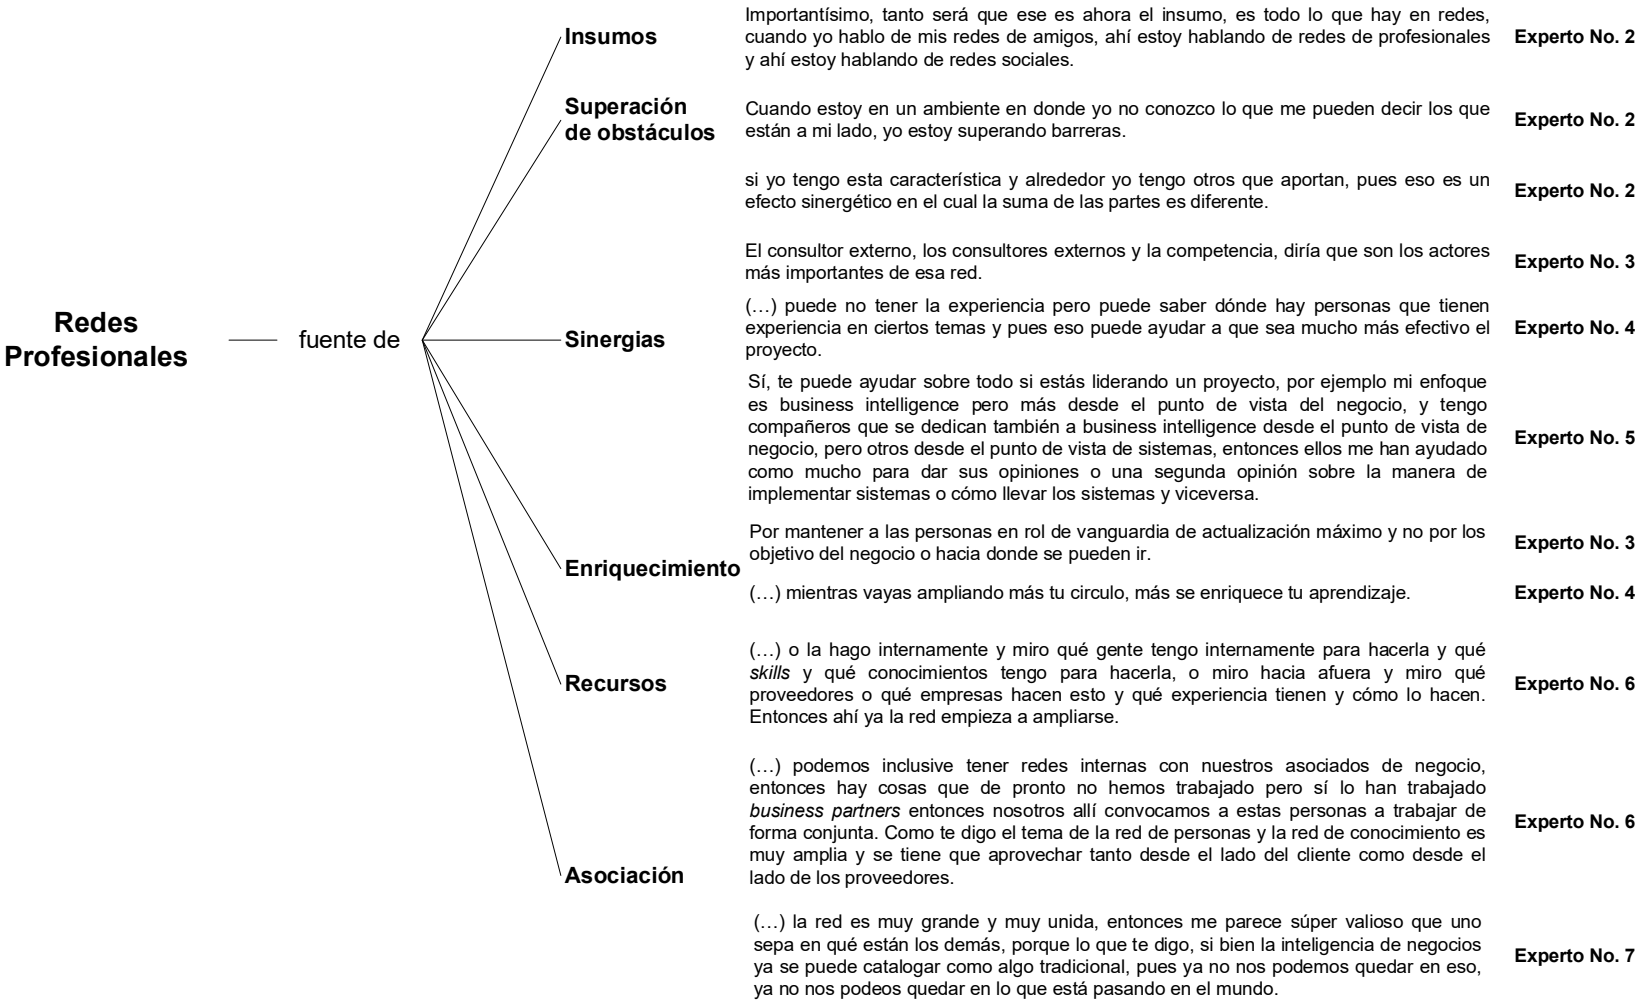 Redes
Profesionales
fuente de
Insumos
Importantísimo, tanto será que ese es ahora el insumo, es todo lo que hay en redes,
cuando yo hablo de mis redes de amigos, ahí estoy hablando de redes de profesionales
y ahí estoy hablando de redes sociales.
Experto No. 2
Superación
de obstáculos
Cuando estoy en un ambiente en donde yo no conozco lo que me pueden decir los que
están a mi lado, yo estoy superando barreras.
Experto No. 2
Sinergias
si yo tengo esta característica y alrededor yo tengo otros que aportan, pues eso es un
efecto sinergético en el cual la suma de las partes es diferente.
Experto No. 2
El consultor externo, los consultores externos y la competencia, diría que son los actores
más importantes de esa red.
Experto No. 3
(…) puede no tener la experiencia pero puede saber dónde hay personas que tienen
experiencia en ciertos temas y pues eso puede ayudar a que sea mucho más efectivo el
proyecto.
Experto No. 4
Sí, te puede ayudar sobre todo si estás liderando un proyecto, por ejemplo mi enfoque
es business intelligence pero más desde el punto de vista del negocio, y tengo
compañeros que se dedican también a business intelligence desde el punto de vista de
negocio, pero otros desde el punto de vista de sistemas, entonces ellos me han ayudado
como mucho para dar sus opiniones o una segunda opinión sobre la manera de
implementar sistemas o cómo llevar los sistemas y viceversa.
Experto No. 5
Enriquecimiento
Por mantener a las personas en rol de vanguardia de actualización máximo y no por los
objetivo del negocio o hacia donde se pueden ir.
Experto No. 3
(…) mientras vayas ampliando más tu circulo, más se enriquece tu aprendizaje.
Experto No. 4
Recursos
(…) o la hago internamente y miro qué gente tengo internamente para hacerla y qué
skills y qué conocimientos tengo para hacerla, o miro hacia afuera y miro qué
proveedores o qué empresas hacen esto y qué experiencia tienen y cómo lo hacen.
Entonces ahí ya la red empieza a ampliarse.
Experto No. 6
Asociación
(…) podemos inclusive tener redes internas con nuestros asociados de negocio,
entonces hay cosas que de pronto no hemos trabajado pero sí lo han trabajado
business partners entonces nosotros allí convocamos a estas personas a trabajar de
forma conjunta. Como te digo el tema de la red de personas y la red de conocimiento es
muy amplia y se tiene que aprovechar tanto desde el lado del cliente como desde el
lado de los proveedores.
Experto No. 6
(…) la red es muy grande y muy unida, entonces me parece súper valioso que uno
sepa en qué están los demás, porque lo que te digo, si bien la inteligencia de negocios
ya se puede catalogar como algo tradicional, pues ya no nos podemos quedar en eso,
ya no nos podeos quedar en lo que está pasando en el mundo.
Experto No. 7